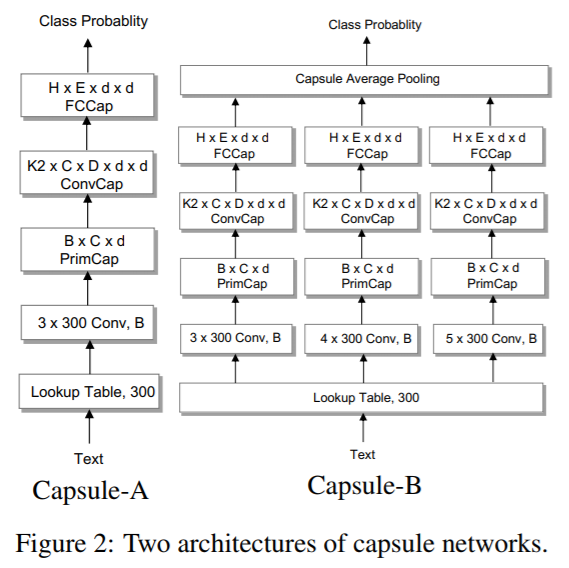 Class Probablity
H x E x d x d
FCCap
K2 x C x D x d x d
ConvCap
B x C x d
PrimCap
3 x 300 Conv, B
Lookup Table, 300
Text
Capsule-A
Class Probablity
Capsule Average Pooling
H x E x d x d
FCCap
H x E x d x d
FCCap
H x E x d x d
FCCap
K2 x C x D x d x d
ConvCap
K2 x C x D x d x d
ConvCap
K2 x C x D x d x d
ConvCap
B x C x d
PrimCap
B x C x d
PrimCap
B x C x d
PrimCap
3 x 300 Conv, B
4 x 300 Conv, B
5 x 300 Conv, B
Lookup Table, 300
Text
Capsule-B
Figure 2: Two architectures of capsule networks.